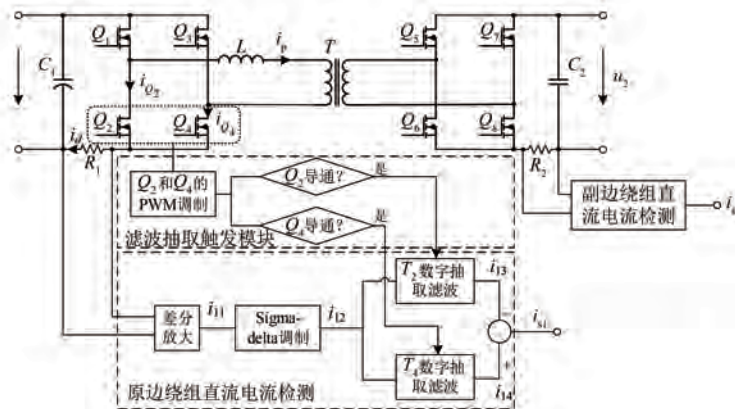 Q1
Q3
L
ip
T
Q5
Q7
C1
iQ2
C2
u2
Q2
Q4
iQ4
Q6
id
R1
R2
Q2和Q4的
PWM调制
Q2导通?
是
Q4导通?
是
滤波抽取触发模块
副边绕组直
流电流检测
T2数字抽
取滤波
i13
差分
放大
i11
Sigma-
delta调制
i12
−
+
isi
T4数字抽
取滤波
i14
原边绕组直流电流检测